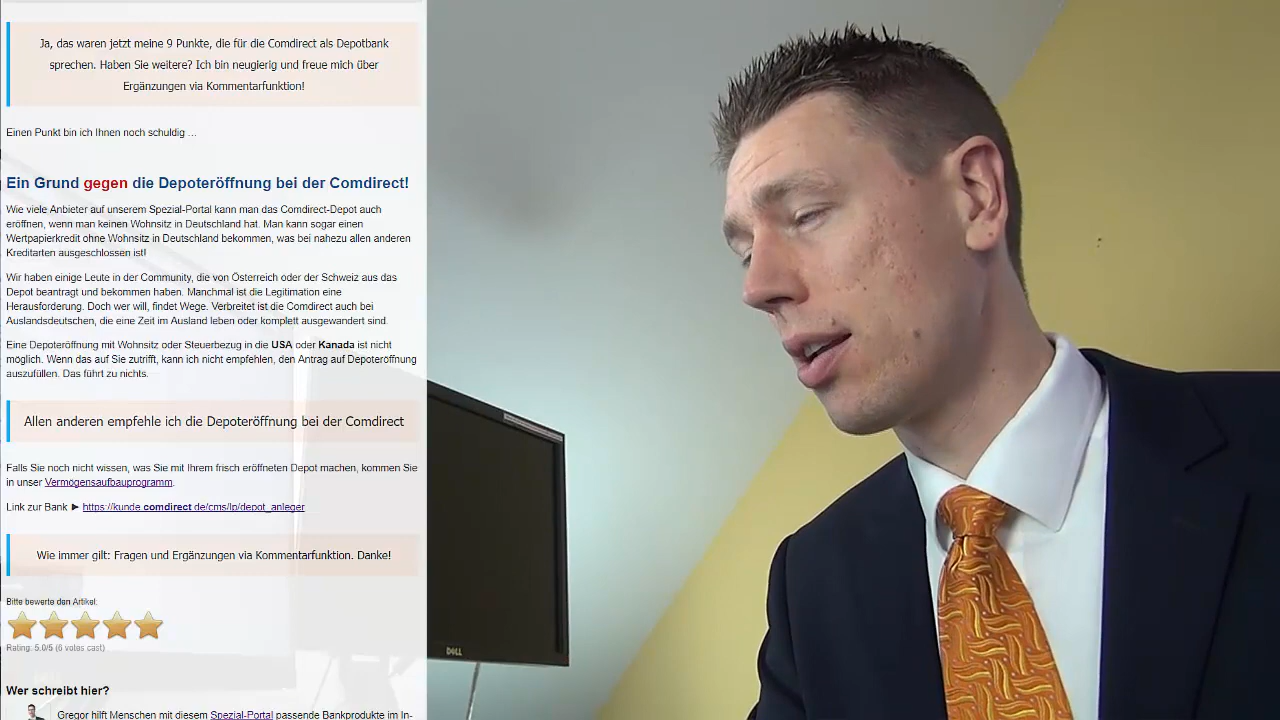 Ja, das waren jetzt meine 9 Punkte, die für die Comdirect als Depotbank
sprechen. Haben Sie weitere? Ich bin neugierig und freue mich über
Ergänzungen via Kommentarfunktion!
Einen Punkt bin ich Ihnen noch schuldig ...
Ein Grund gegen die Depoteröffnung bei der Comdirect!
Wie viele Anbieter auf unserem Spezial-Portal kann man das Comdirect-Depot auch
eröffnen, wenn man keinen Wohnsitz in Deutschland hat. Man kann sogar einen
Wertpapierkredit ohne Wohnsitz in Deutschland bekommen, was bei nahezu allen anderen
Kreditarten ausgeschlossen ist!
Wir haben einige Leute in der Community, die von Österreich oder der Schweiz aus das
Depot beantragt und bekommen haben. Manchmal ist die Legitimation eine
Herausforderung. Doch wer will, findet Wege. Verbreitet ist die Comdirect auch bei
Auslandsdeutschen, die eine Zeit im Ausland leben oder komplett ausgewandert sind.
Eine Depoteröffnung mit Wohnsitz oder Steuerbezug in die USA oder Kanada ist nicht
möglich. Wenn das auf Sie zutrifft, kann ich nicht empfehlen, den Antrag auf Depoteröffnung
auszufüllen. Das führt zu nichts.
Allen anderen empfehle ich die Depoteröffnung bei der Comdirect
Falls Sie noch nicht wissen, was Sie mit Ihrem frisch eröffneten Depot machen, kommen Sie
in unser Vermögensaufbauprogramm.
Link zur Bank ► https://kunde.comdirect.de/cms/lp/depot_anleger
Wie immer gilt: Fragen und Ergänzungen via Kommentarfunktion. Danke!
Bitte bewerte den Artikel:
Rating: 5.0/5 (6 votes cast)
Wer schreibt hier?
Gregor hilft Menschen mit diesem Spezial-Portal passende Bankprodukte im In-
DELL